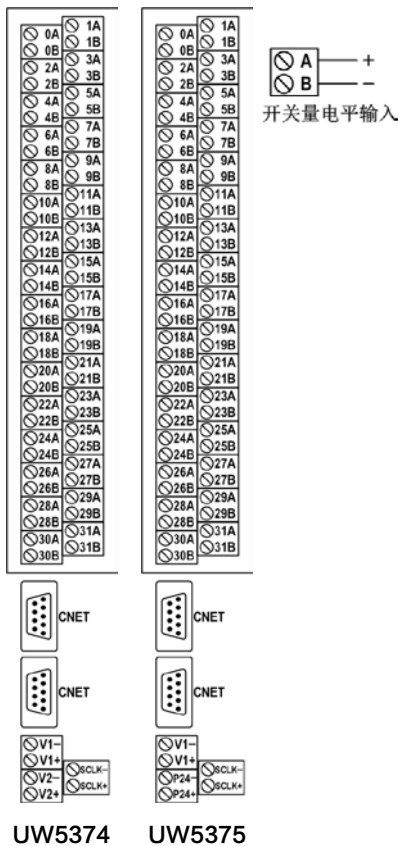 0A 1A
0B 1B
2A 3A
2B 3B
4A 5A
4B 5B
6A 7A
6B 7B
8A 9A
8B 9B
10A 11A
10B 11B
12A 13A
12B 13B
14A 15A
14B 15B
16A 17A
16B 17B
18A 19A
18B 19B
20A 21A
20B 21B
22A 23A
22B 23B
24A 25A
24B 25B
26A 27A
26B 27B
28A 29A
28B 29B
30A 31A
30B 31B
CNET
CNET
V1−
V1+
V2− SCLK−
V2+ SCLK+
UW5374
0A 1A
0B 1B
2A 3A
2B 3B
4A 5A
4B 5B
6A 7A
6B 7B
8A 9A
8B 9B
10A 11A
10B 11B
12A 13A
12B 13B
14A 15A
14B 15B
16A 17A
16B 17B
18A 19A
18B 19B
20A 21A
20B 21B
22A 23A
22B 23B
24A 25A
24B 25B
26A 27A
26B 27B
28A 29A
28B 29B
30A 31A
30B 31B
CNET
CNET
V1−
V1+
P24− SCLK−
P24+ SCLK+
UW5375
A +
B −
开关量电平输入